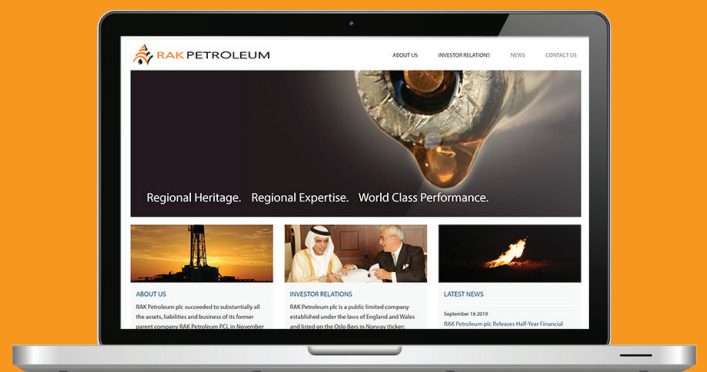 RAK PETROLEUM
ABOUT US INVESTOR RELATIONS NEWS CONTACT US
Regional Heritage. Regional Expertise. World Class Performance.
ABOUT US
RAK Petroleum plc succeeded to substantially all
the assets, liabilities and business of its former
parent company RAK Petroleum PCL in November
INVESTOR RELATIONS
RAK Petroleum plc is a public limited company
established under the laws of England and Wales
and listed on the Oslo Børs in Norway (ticker:
LATEST NEWS
September 16 2019
RAK Petroleum plc Releases Half-Year Financial